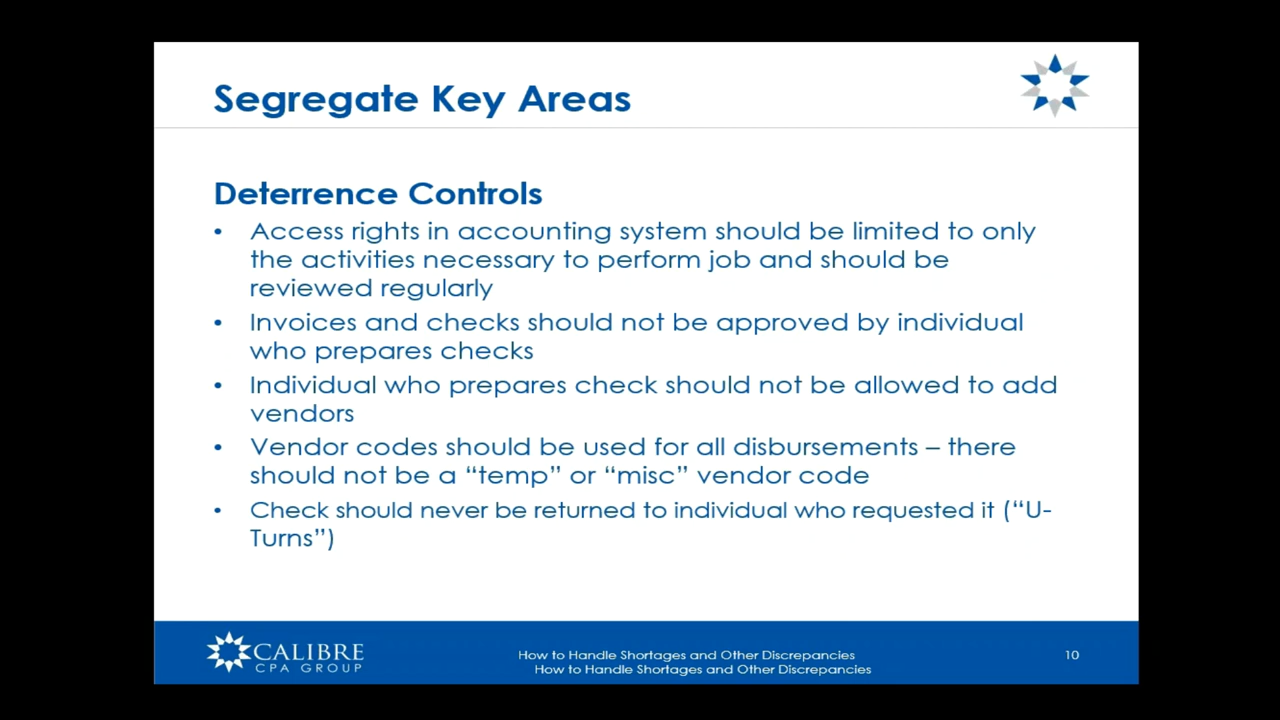 Segregate Key Areas
Deterrence Controls
• Access rights in accounting system should be limited to only
the activities necessary to perform job and should be
reviewed regularly
• Invoices and checks should not be approved by individual
who prepares checks
• Individual who prepares check should not be allowed to add
vendors
• Vendor codes should be used for all disbursements – there
should not be a “temp” or “misc” vendor code
• Check should never be returned to individual who requested it (“U-
Turns”)
CALIBRE
CPA GROUP
How to Handle Shortages and Other Discrepancies
How to Handle Shortages and Other Discrepancies
10